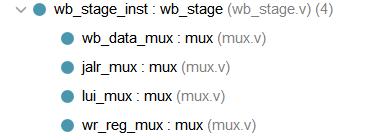 wb_stage_inst : wb_stage (wb_stage.v) (4)
wb_data_mux : mux (mux.v)
jalr_mux : mux (mux.v)
lui_mux : mux (mux.v)
wr_reg_mux : mux (mux.v)